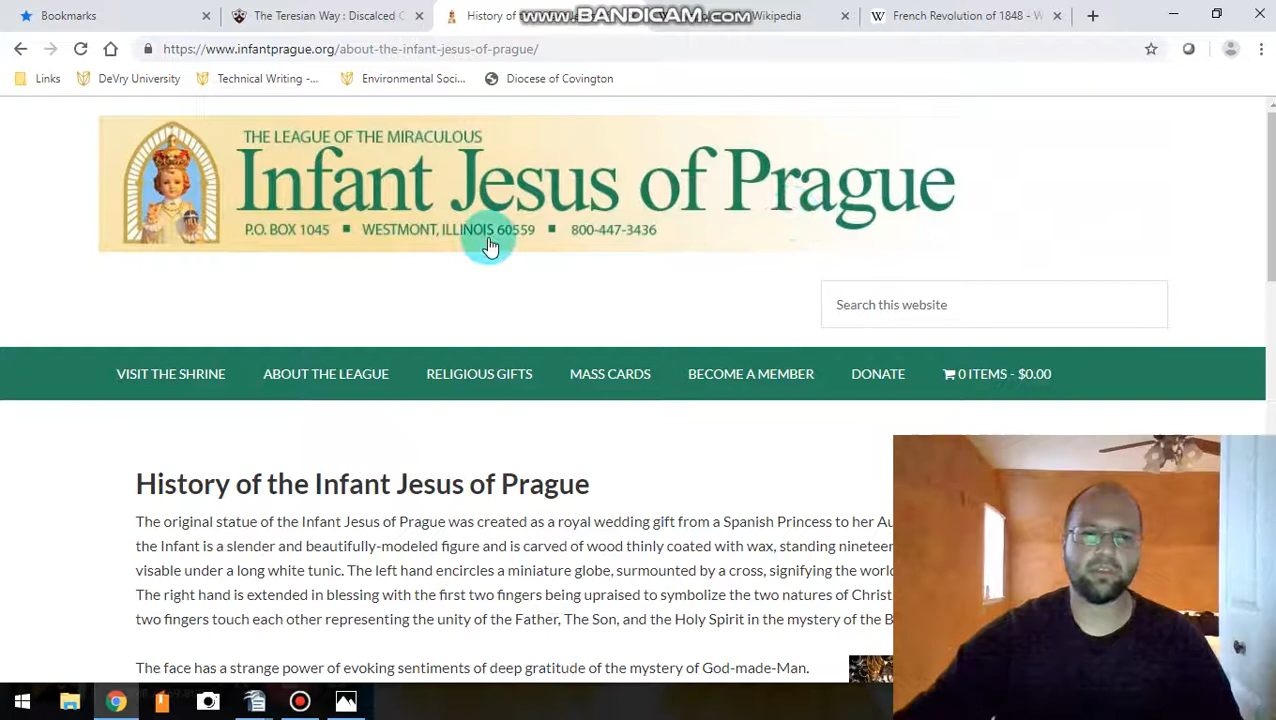 Bookmarks
The Teresian Way : Discalced C
History of
www.BANDICAM.com
Wikipedia
French Revolution of 1848 - W
https://www.infantprague.org/about-the-infant-jesus-of-prague/
Links
DeVry University
Technical Writing -...
Environmental Soci...
Diocese of Covington
THE LEAGUE OF THE MIRACULOUS
Infant Jesus of Prague
P.O. BOX 1045 ■ WESTMONT, ILLINOIS 60559 ■ 800-447-3436
Search this website
VISIT THE SHRINE
ABOUT THE LEAGUE
RELIGIOUS GIFTS
MASS CARDS
BECOME A MEMBER
DONATE
0 ITEMS - $0.00
History of the Infant Jesus of Prague
The original statue of the Infant Jesus of Prague was created as a royal wedding gift from a Spanish Princess to her Au
the Infant is a slender and beautifully-modeled figure and is carved of wood thinly coated with wax, standing nineteen
visable under a long white tunic. The left hand encircles a miniature globe, surmounted by a cross, signifying the world
The right hand is extended in blessing with the first two fingers being upraised to symbolize the two natures of Christ
two fingers touch each other representing the unity of the Father, The Son, and the Holy Spirit in the mystery of the B
The face has a strange power of evoking sentiments of deep gratitude of the mystery of God-made-Man.